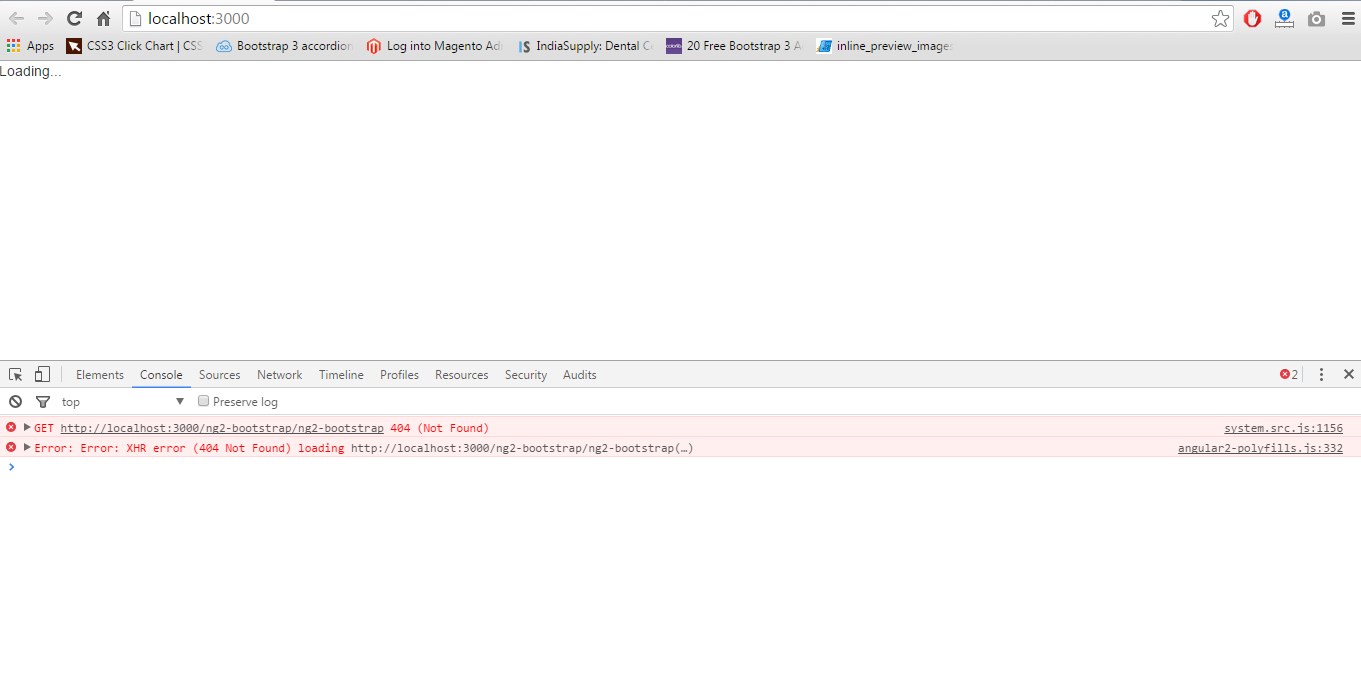 localhost:3000
Apps CSS3 Click Chart | CSS Bootstrap 3 accordion Log into Magento Ad IndiaSupply: Dental C 20 Free Bootstrap 3 A inline_preview_images
Loading...
Elements Console Sources Network Timeline Profiles Resources Security Audits 2
top Preserve log
GET http://localhost:3000/ng2-bootstrap/ng2-bootstrap 404 (Not Found) system.src.js:1156
Error: Error: XHR error (404 Not Found) loading http://localhost:3000/ng2-bootstrap/ng2-bootstrap(…) angular2-polyfills.js:332